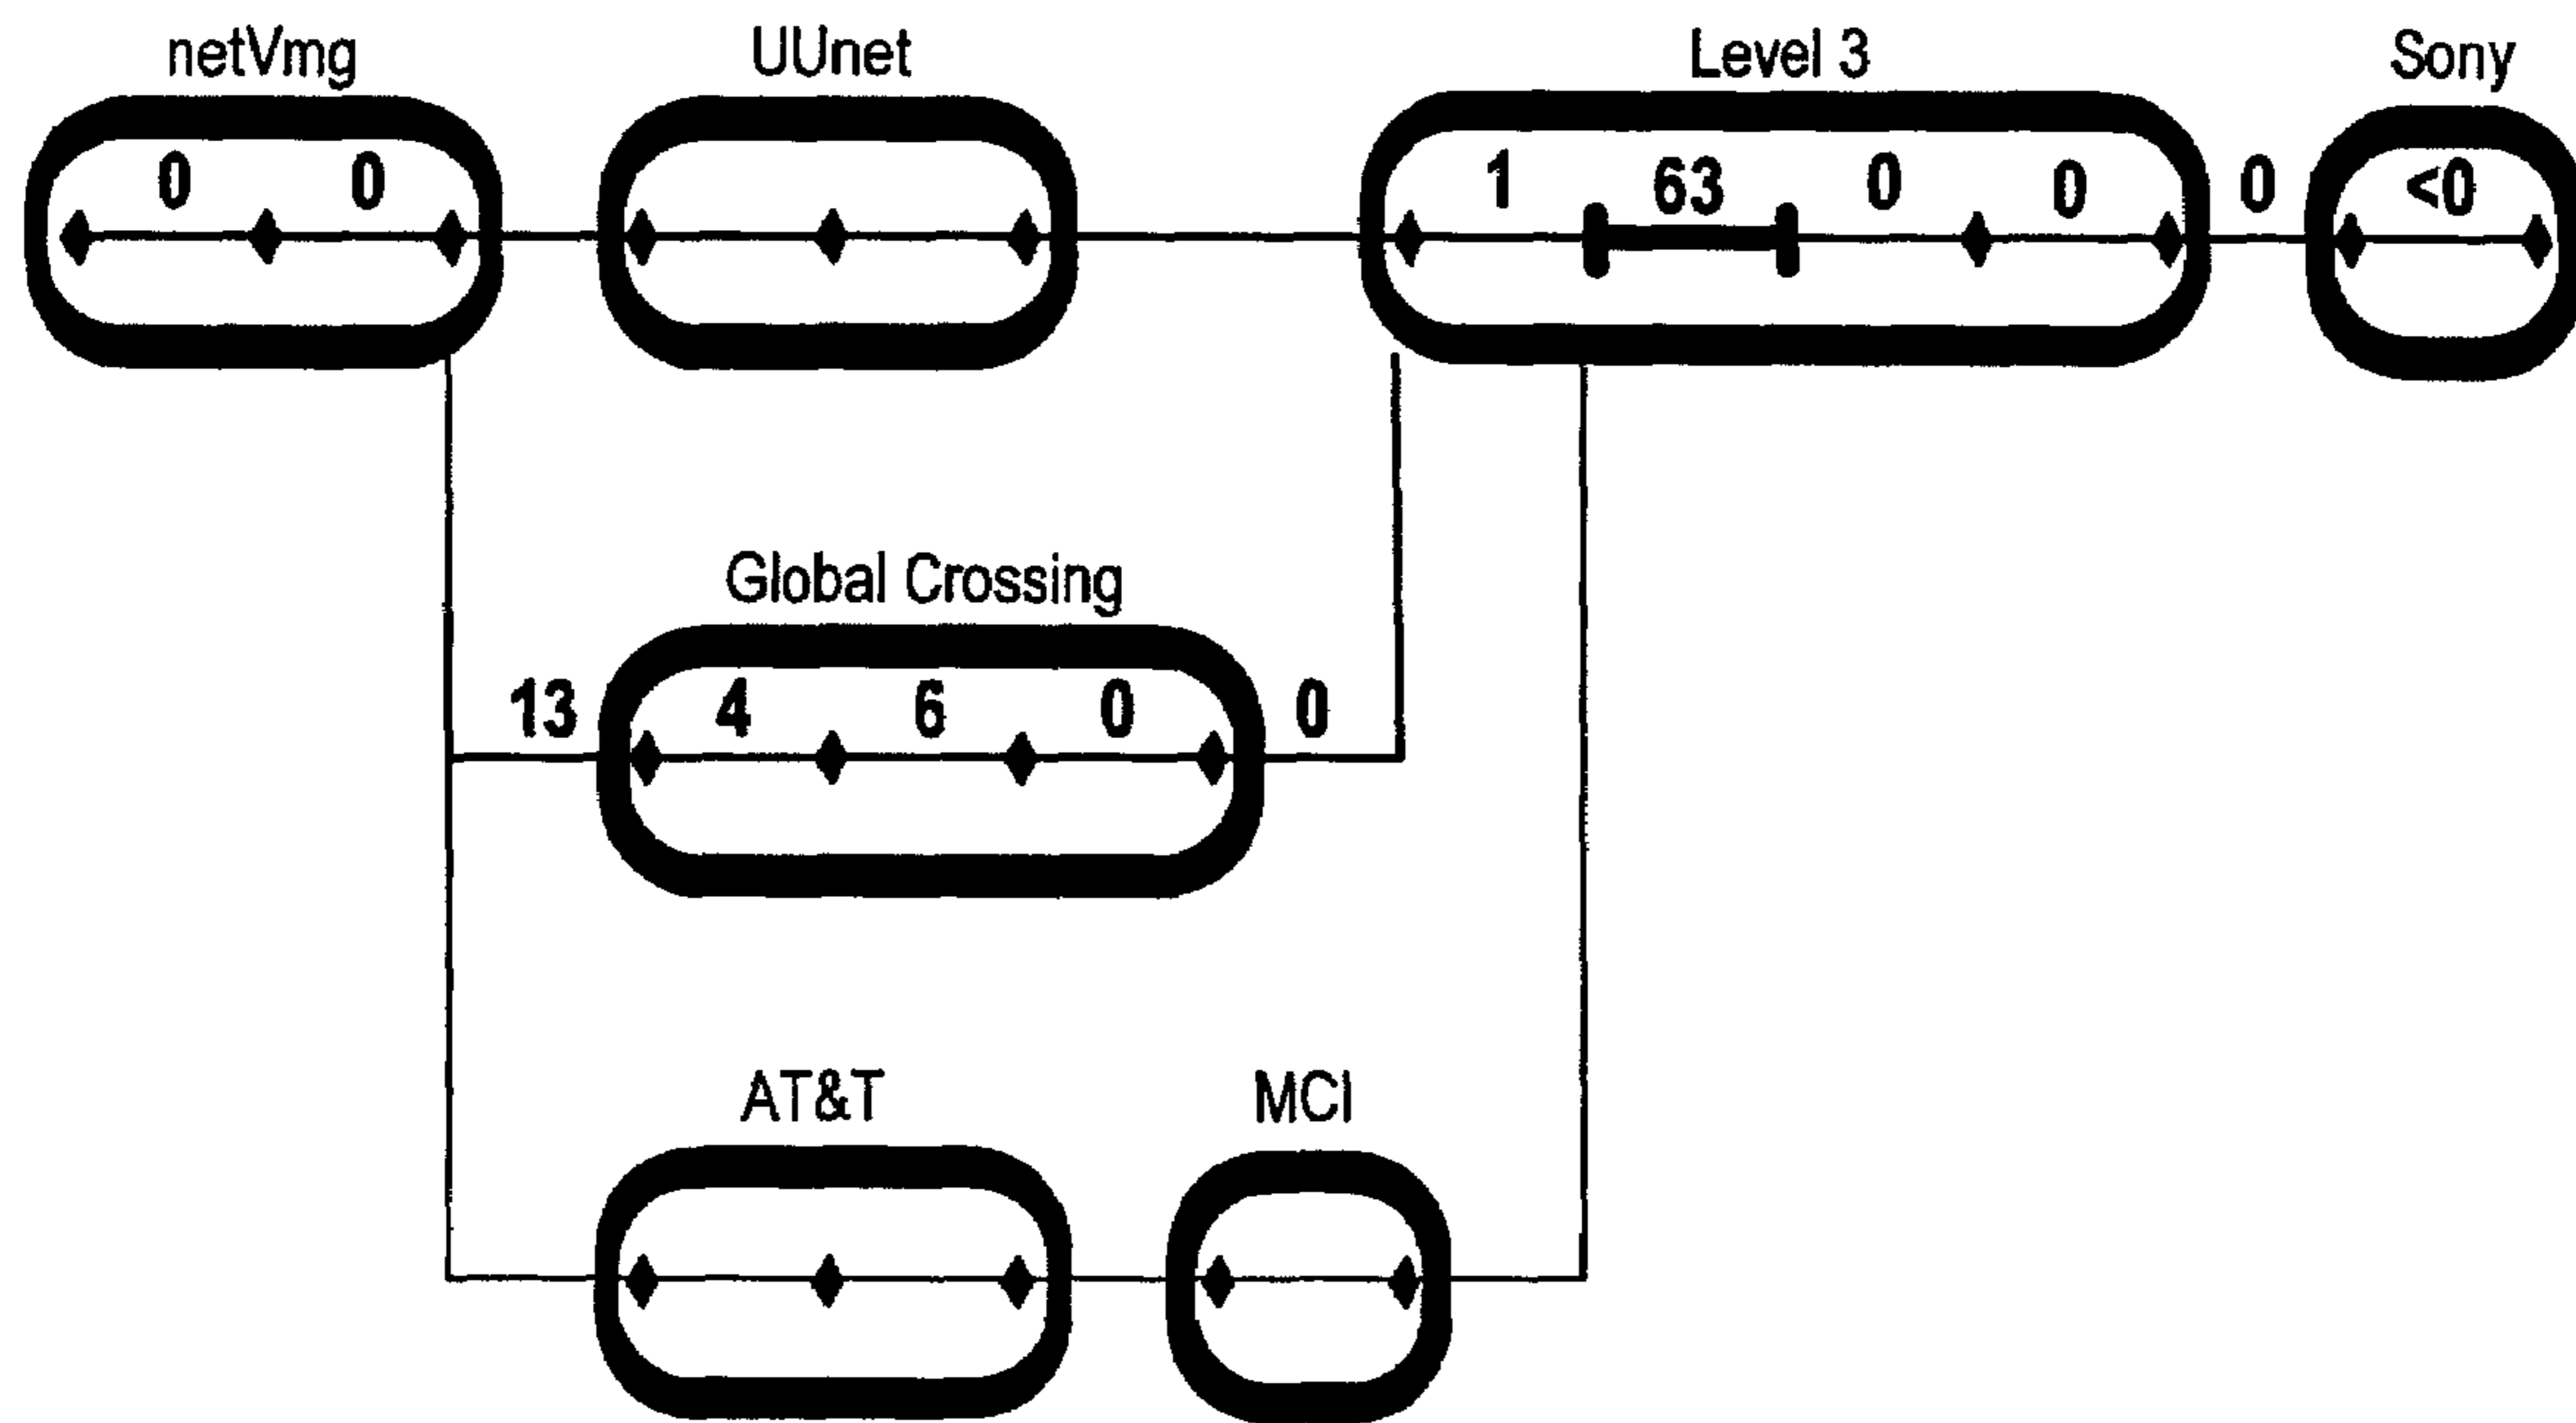 netVmg UUnet Level 3 Sony
0 0 1 63 0 0 0 <0
Global Crossing
13 4 6 0 0
AT&T MCI